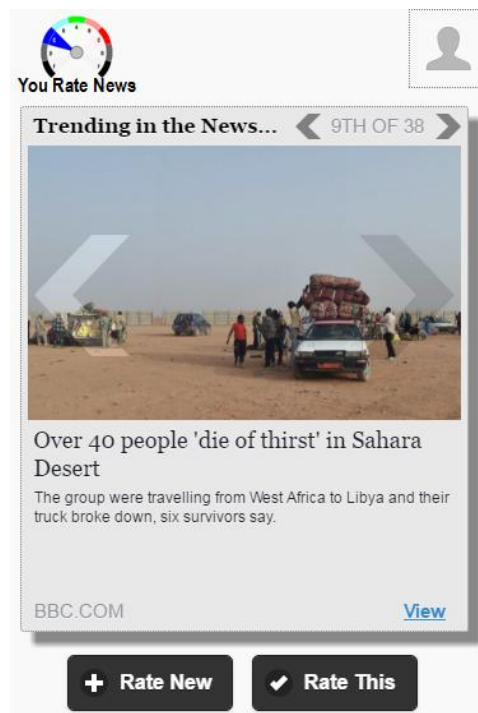 You Rate News
Trending in the News...
9TH OF 38
Over 40 people 'die of thirst' in Sahara
Desert
The group were travelling from West Africa to Libya and their
truck broke down, six survivors say.
BBC.COM
View
Rate New
Rate This